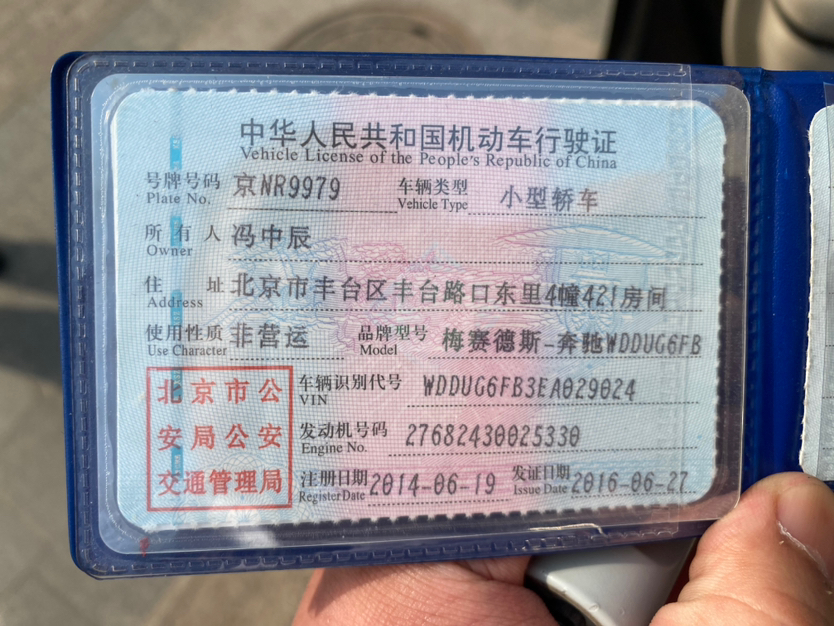 中华人民共和国机动车行驶证
Vehicle License of the People's Republic of China
号牌号码 京NR9979 车辆类型 小型轿车
Plate No. Vehicle Type
所有人 冯中辰
Owner
住址 北京市丰台区丰台路口东里4幢421房间
Address
使用性质 非营运 品牌型号 梅赛德斯-奔驰WDDUG6FB
Use Character Model
北京市公
安局公安
交通管理局
车辆识别代号 WDDUG6FB3EA029024
VIN
发动机号码 27682430025330
Engine No.
注册日期 2014-06-19 发证日期 2016-06-27
Register Date Issue Date